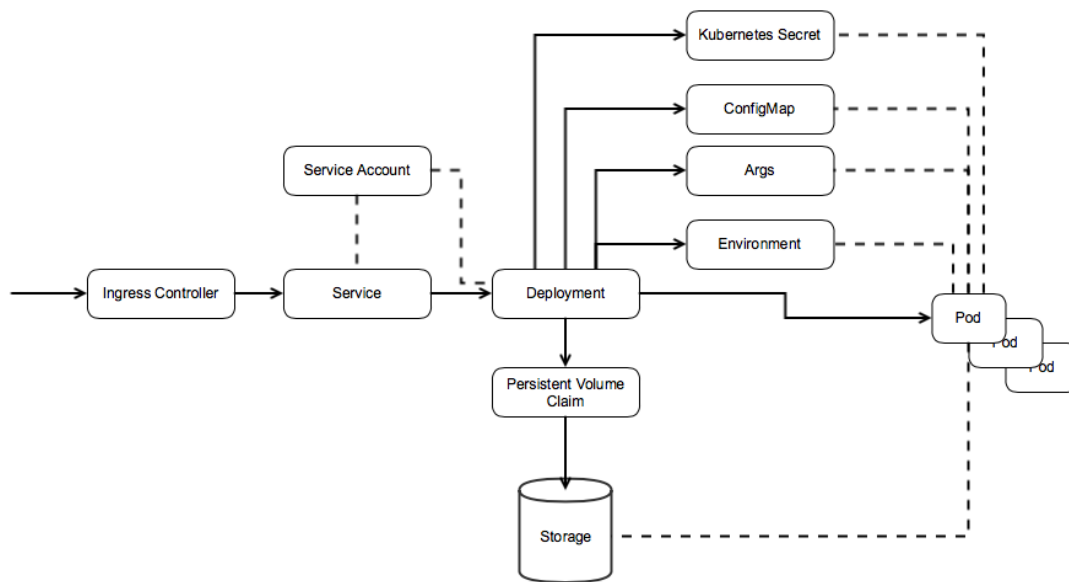 Kubernetes Secret
ConfigMap
Service Account
Args
Environment
Ingress Controller
Service
Deployment
Pod
Pod
Pod
Persistent Volume
Claim
Storage